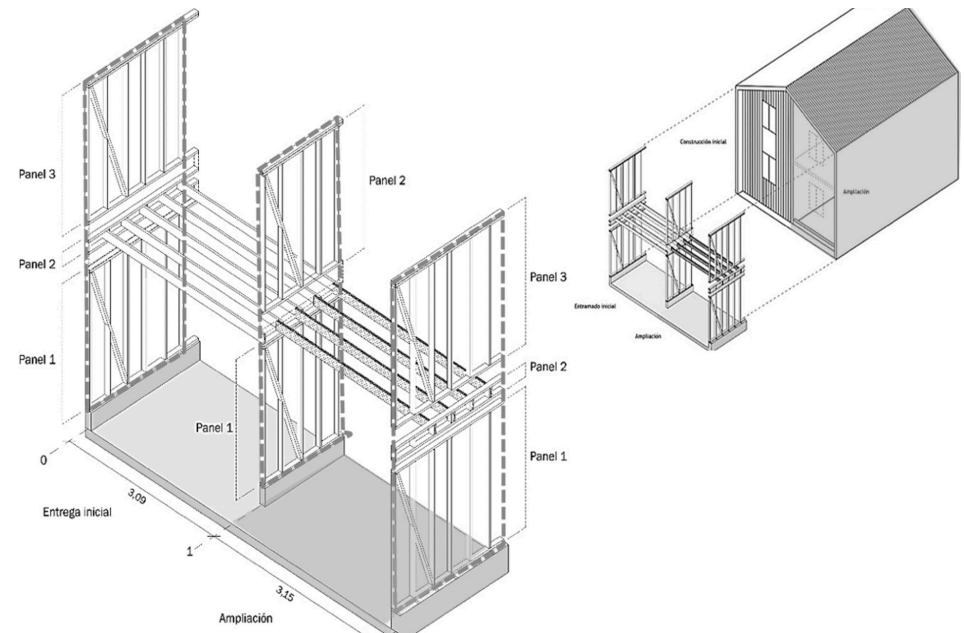 Panel 3
Panel 2
Panel 1
0
3,09
Entrega inicial
1
3,15
Ampliación
Panel 2
Panel 1
Panel 3
Panel 2
Panel 1
Construcción inicial
Ampliación
Entramado inicial
Ampliación